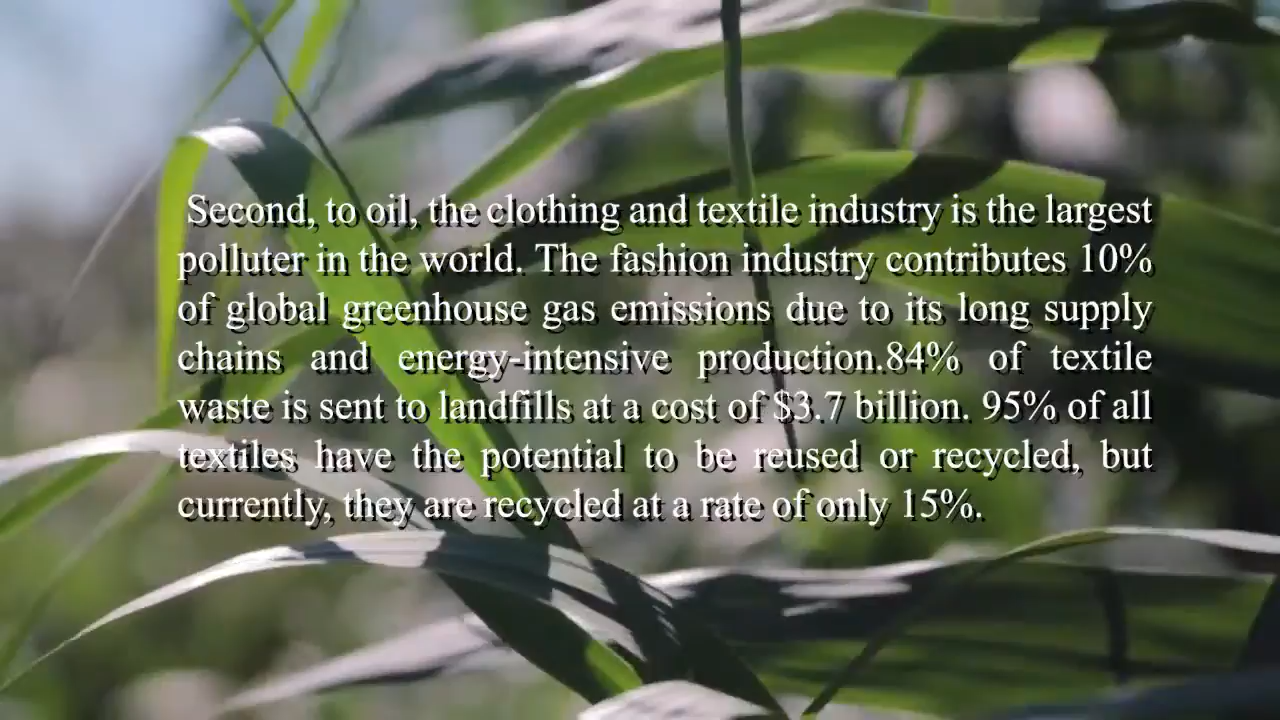 Second, to oil, the clothing and textile industry is the largest
polluter in the world. The fashion industry contributes 10%
of global greenhouse gas emissions due to its long supply
chains and energy-intensive production.84% of textile
waste is sent to landfills at a cost of $3.7 billion. 95% of all
textiles have the potential to be reused or recycled, but
currently, they are recycled at a rate of only 15%.